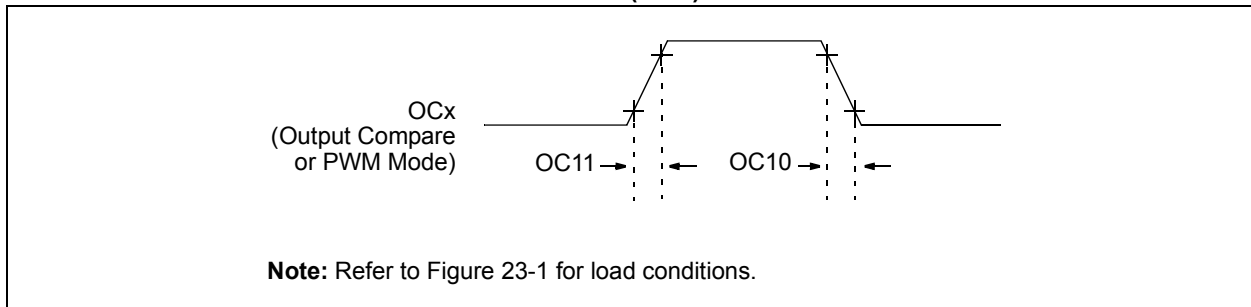 OCx
(Output Compare
or PWM Mode)
OC11
OC10
Note: Refer to Figure 23-1 for load conditions.